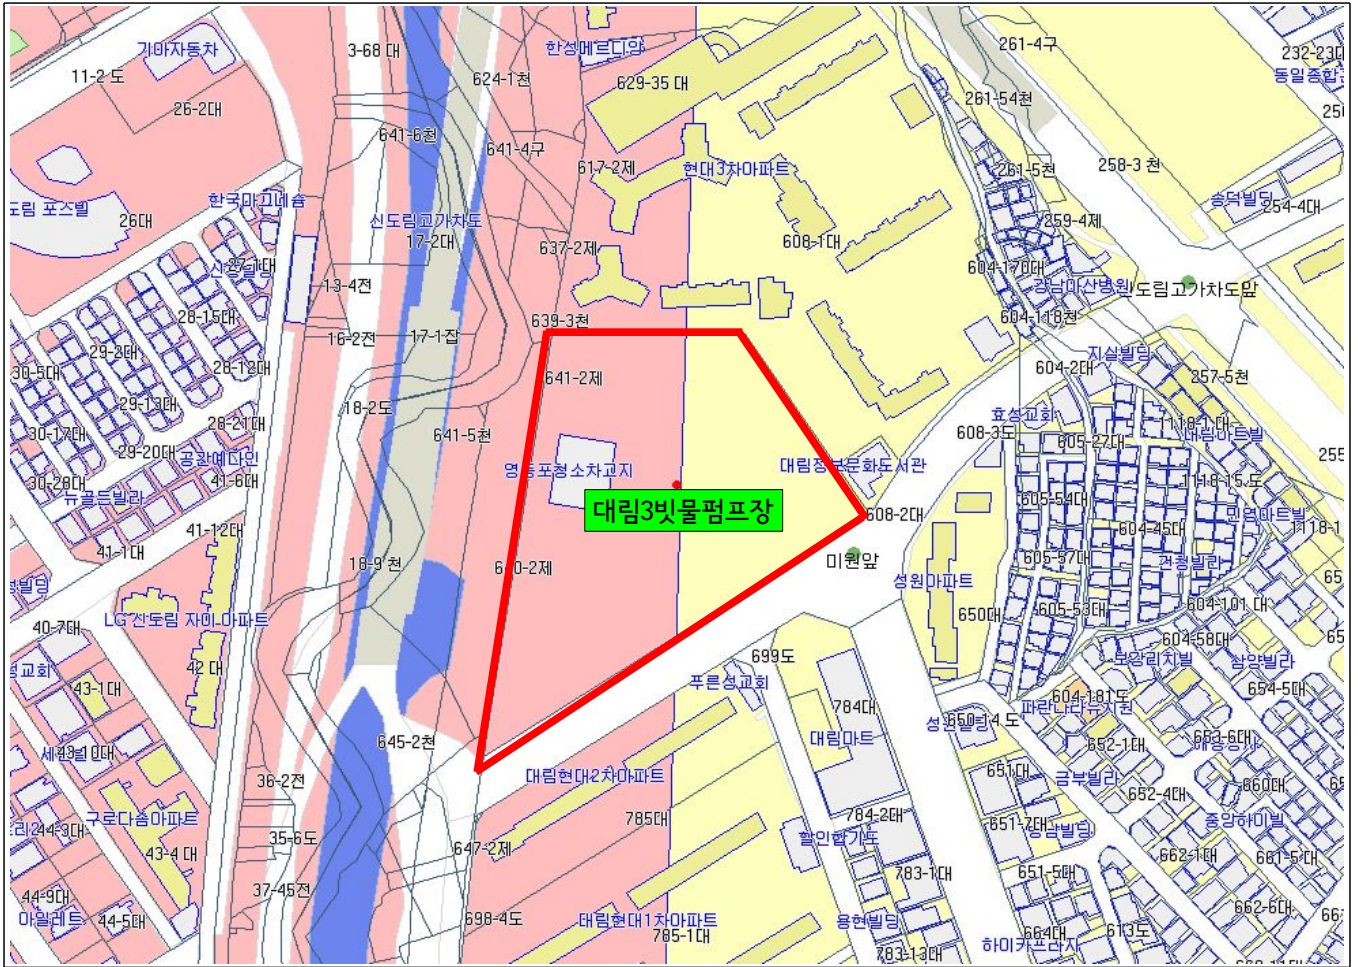 기아자동차
3-68 대
한성메르디앙
261-4구
11-2 도
624-1천
629-35 대
26-2대
261-54천
641-6천
641-4구
617-2제
현대3차아파트
261-5천
258-3 천
한국마그네슘
송덕빌딩
254-4대
26대
신도림고가차도
17-2대
637-2제
608-1대
259-4제
27-1대
604-170대
강남마산병원
신도림고가차도앞
13-4전
28-15대
639-3천
604-118천
29-2대
16-2전
17-1잡
지실빌딩
30-5대
28-12대
641-2제
604-2대
257-5천
29-13대
18-2도
28-21대
효성교회
1118-1대
30-17대
641-5천
608-3도
605-27대
대림아트빌
29-20대
공간예다인
영등포청소차고지
대림정보문화도서관
30-28대
41-6대
1118-15 도
뉴골든빌라
605-54대
대림3빗물펌프장
608-2대
41-12대
604-45대
민영아트빌
41-1대
18-9 천
640-2제
미원앞
605-57대
건청빌라
성원아파트
LG 신도림 자이 아파트
650대
605-53대
604-101 대
40-7대
604-58대
42 대
699도
보강리치빌
삼양빌라
43-1대
푸른성교회
604-181도
654-5대
784대
파란나라유치원
650-14 도
대림마트
645-2천
652-1대
653-6대
43-10대
651대
금부빌라
36-2전
대림현대2차아파트
652-4대
660대
구로다솜아파트
785대
784-2대
651-7대
강남빌딩
중앙하이빌
44-3대
35-6도
할인합기도
43-4 대
647-2제
662-1대
661-5대
783-1대
651-5대
37-45전
44-9대
662-6대
아일레트
44-5대
698-4도
대림현대1차아파트
785-1대
용현빌딩
664대
613도
783-13대
하이카프라자